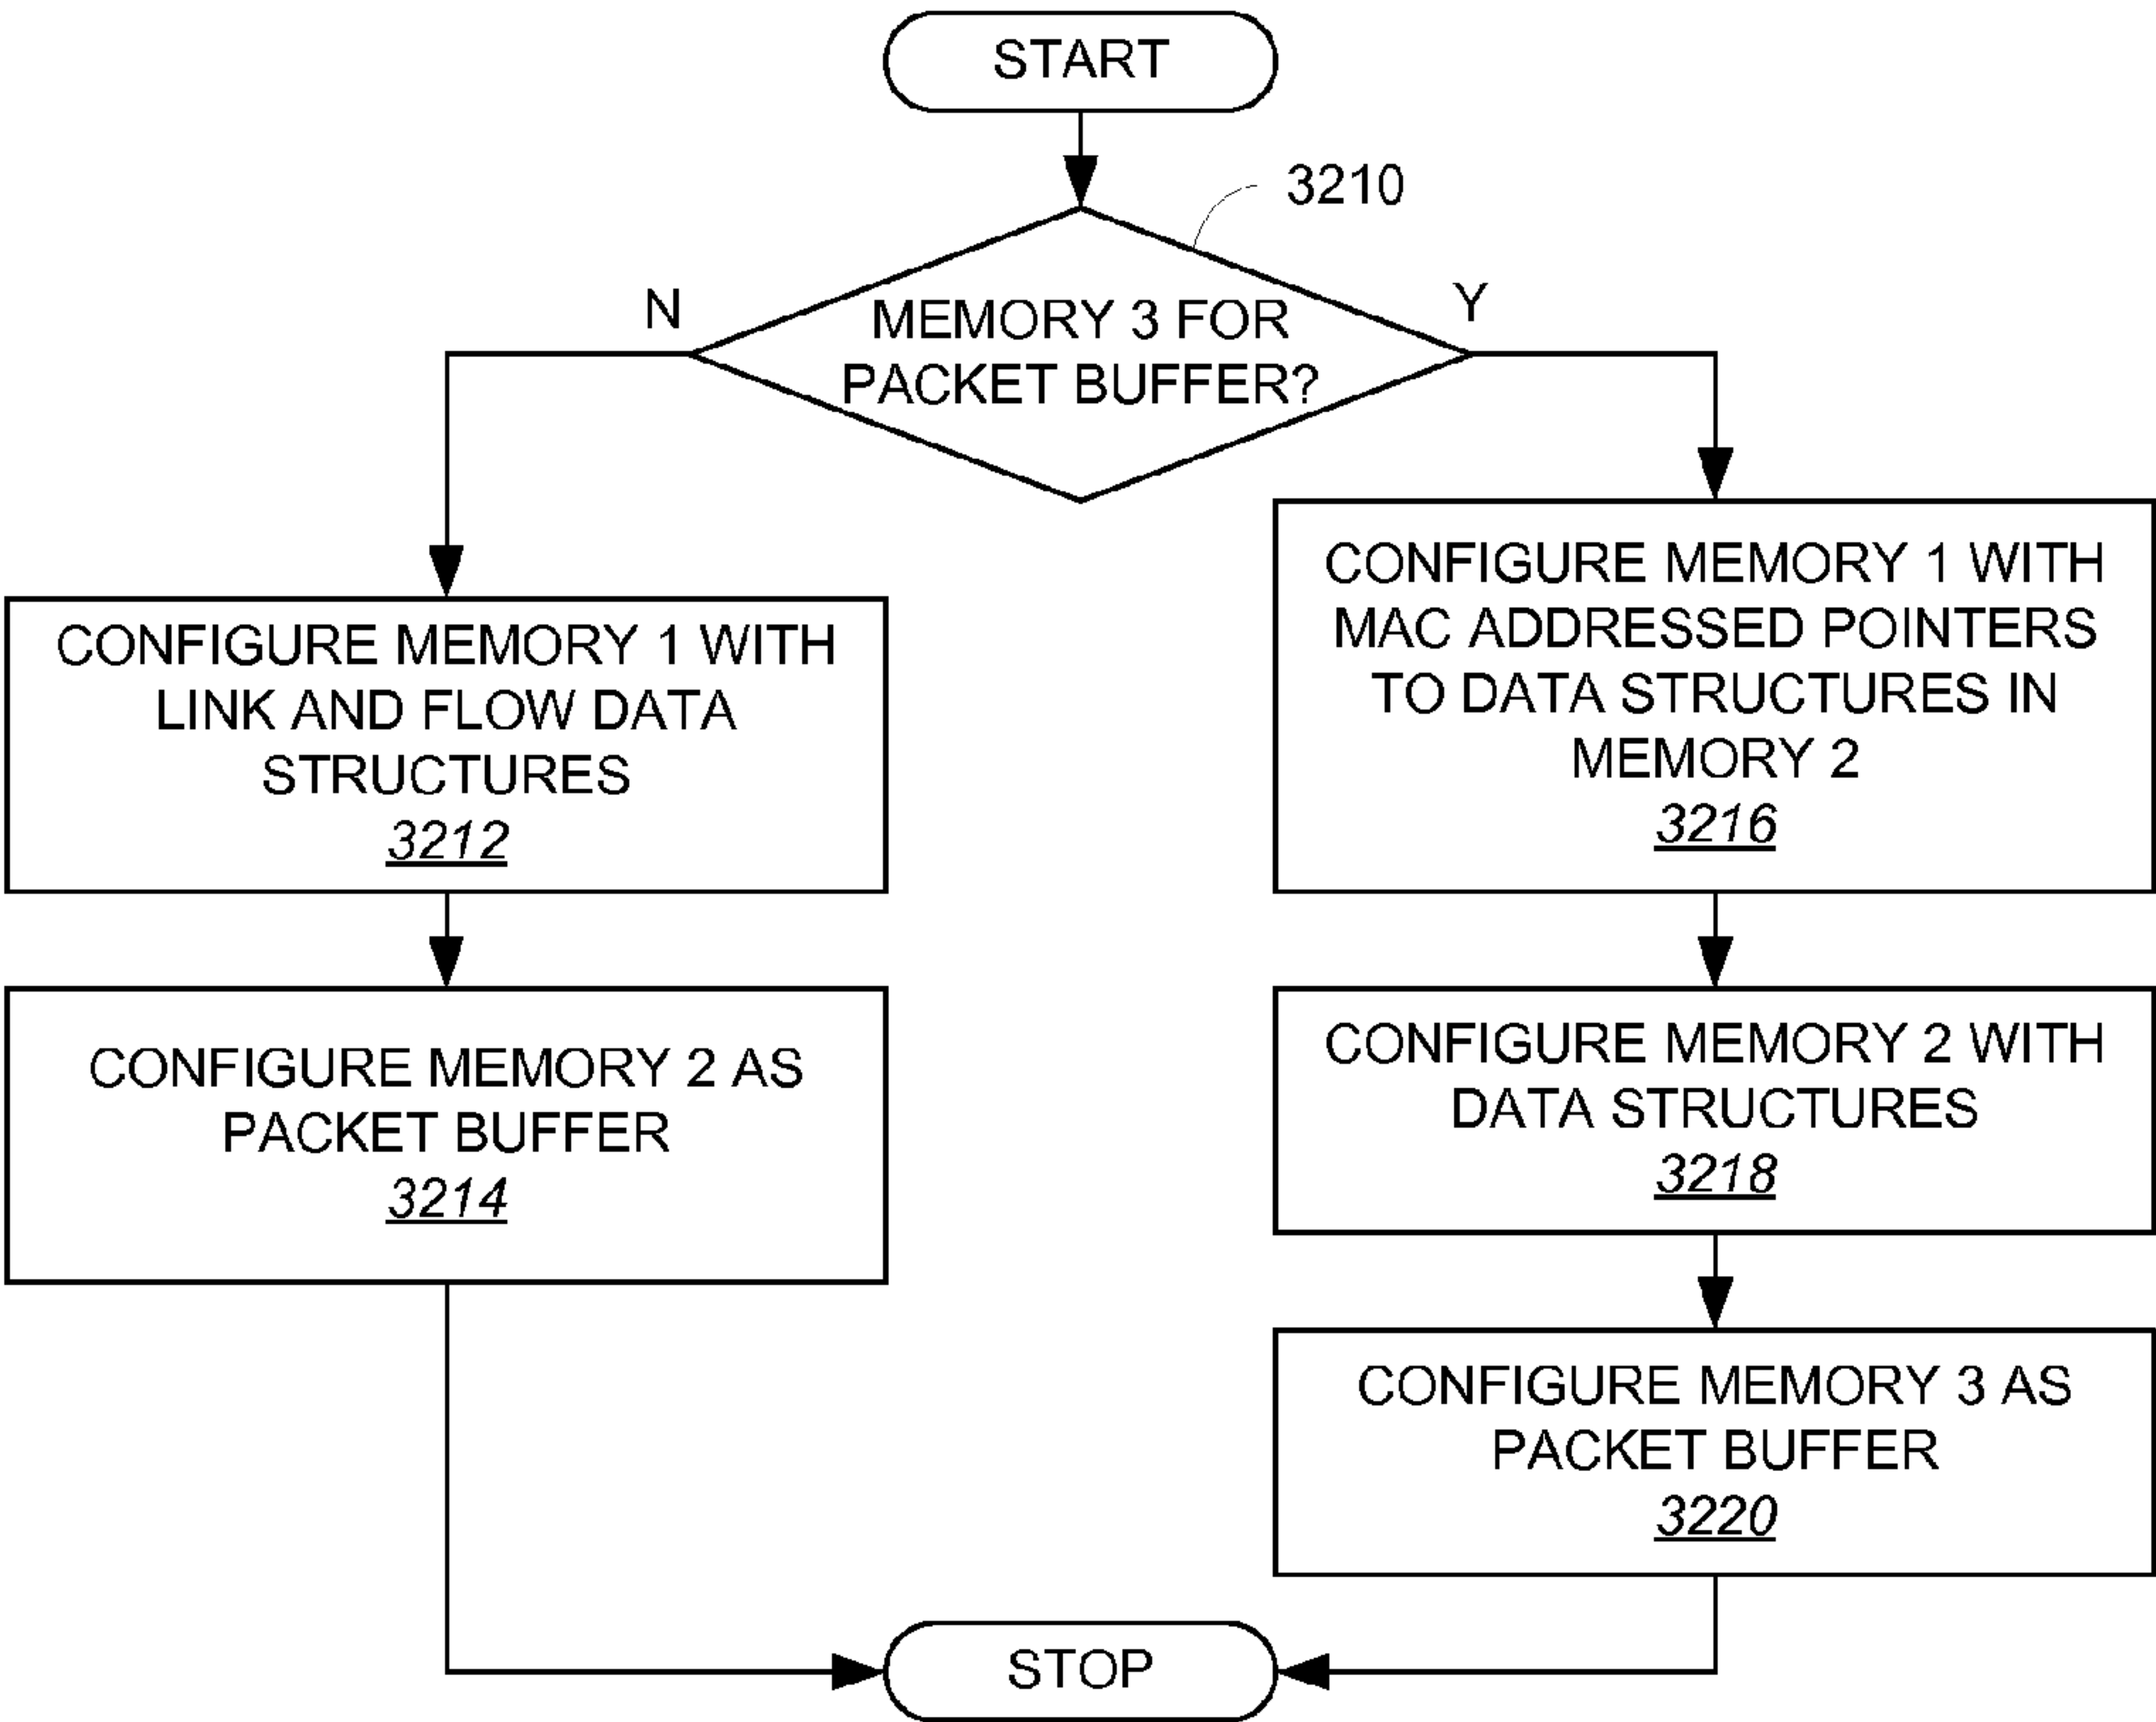 START
3210
N
MEMORY 3 FOR
PACKET BUFFER?
Y
CONFIGURE MEMORY 1 WITH
LINK AND FLOW DATA
STRUCTURES
3212
CONFIGURE MEMORY 2 AS
PACKET BUFFER
3214
CONFIGURE MEMORY 1 WITH
MAC ADDRESSED POINTERS
TO DATA STRUCTURES IN
MEMORY 2
3216
CONFIGURE MEMORY 2 WITH
DATA STRUCTURES
3218
CONFIGURE MEMORY 3 AS
PACKET BUFFER
3220
STOP